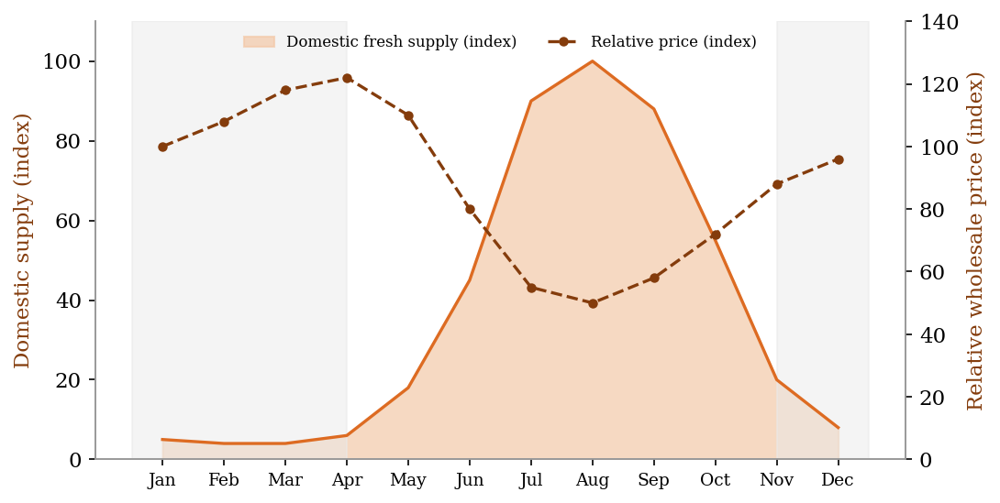 Domestic fresh supply (index)
Relative price (index)
Domestic supply (index)
100
80
60
40
20
0
Relative wholesale price (index)
140
120
100
80
60
40
20
0
Jan Feb Mar Apr May Jun Jul Aug Sep Oct Nov Dec